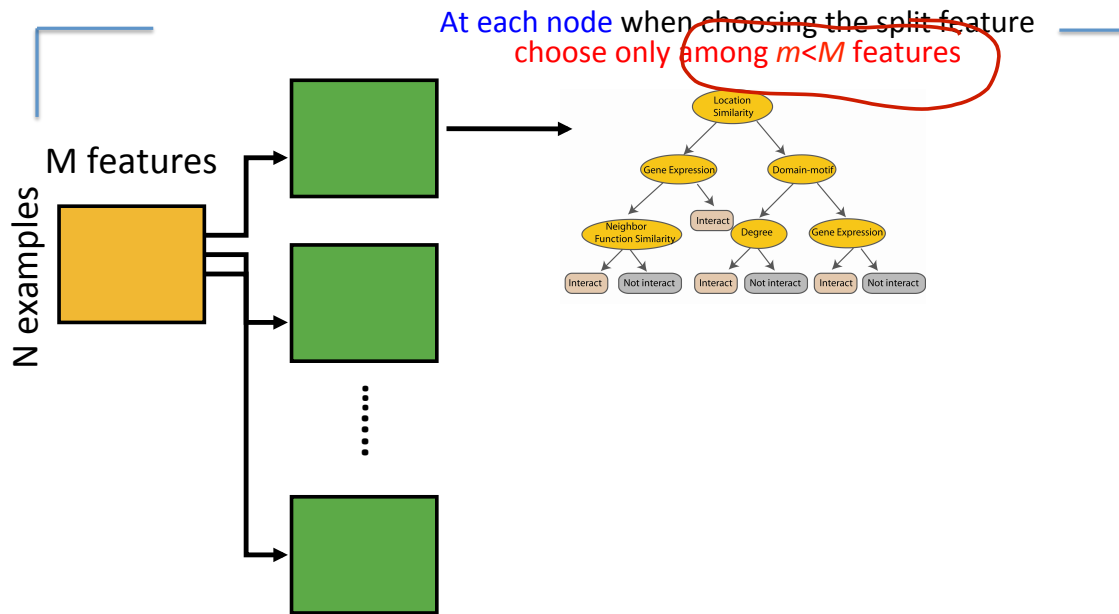 At each node when choosing the split feature
choose only among m<M features
M features
N examples
Location
Similarity
Gene Expression
Domain-motif
Interact
Neighbor
Function Similarity
Degree
Gene Expression
Interact
Not interact
Interact
Not interact
Interact
Not interact